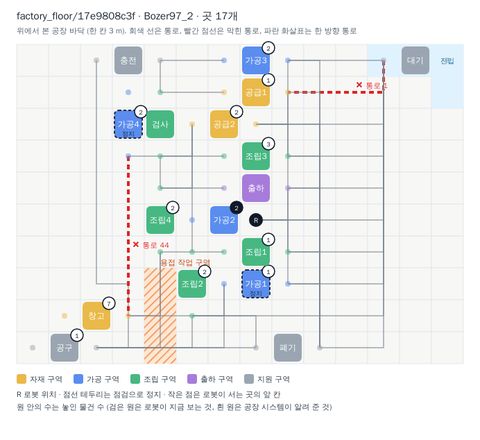 factory_floor/17e9808c3f · Bozer97_2 · 곳 17개
위에서 본 공장 바닥 (한 칸 3 m). 회색 선은 통로, 빨간 점선은 막힌 통로, 파란 화살표는 한 방향 통로
충전
가공3
2
대기
전립
공급1
1
✕ 통로 1
가공4
2
정지
검사
공급2
2
조립3
3
출하
조립4
2
가공2
2
R
✕ 통로 44
조립1
1
용접 작업 구역
조립2
2
가공1
1
정지
창고
7
공구
1
폐기
자재 구역
가공 구역
조립 구역
출하 구역
지원 구역
R 로봇 위치 · 점선 테두리는 점검으로 정지 · 작은 점은 로봇이 서는 곳의 앞 칸
원 안의 수는 놓인 물건 수 (검은 원은 로봇이 지금 보는 것, 흰 원은 공장 시스템이 알려 준 것)